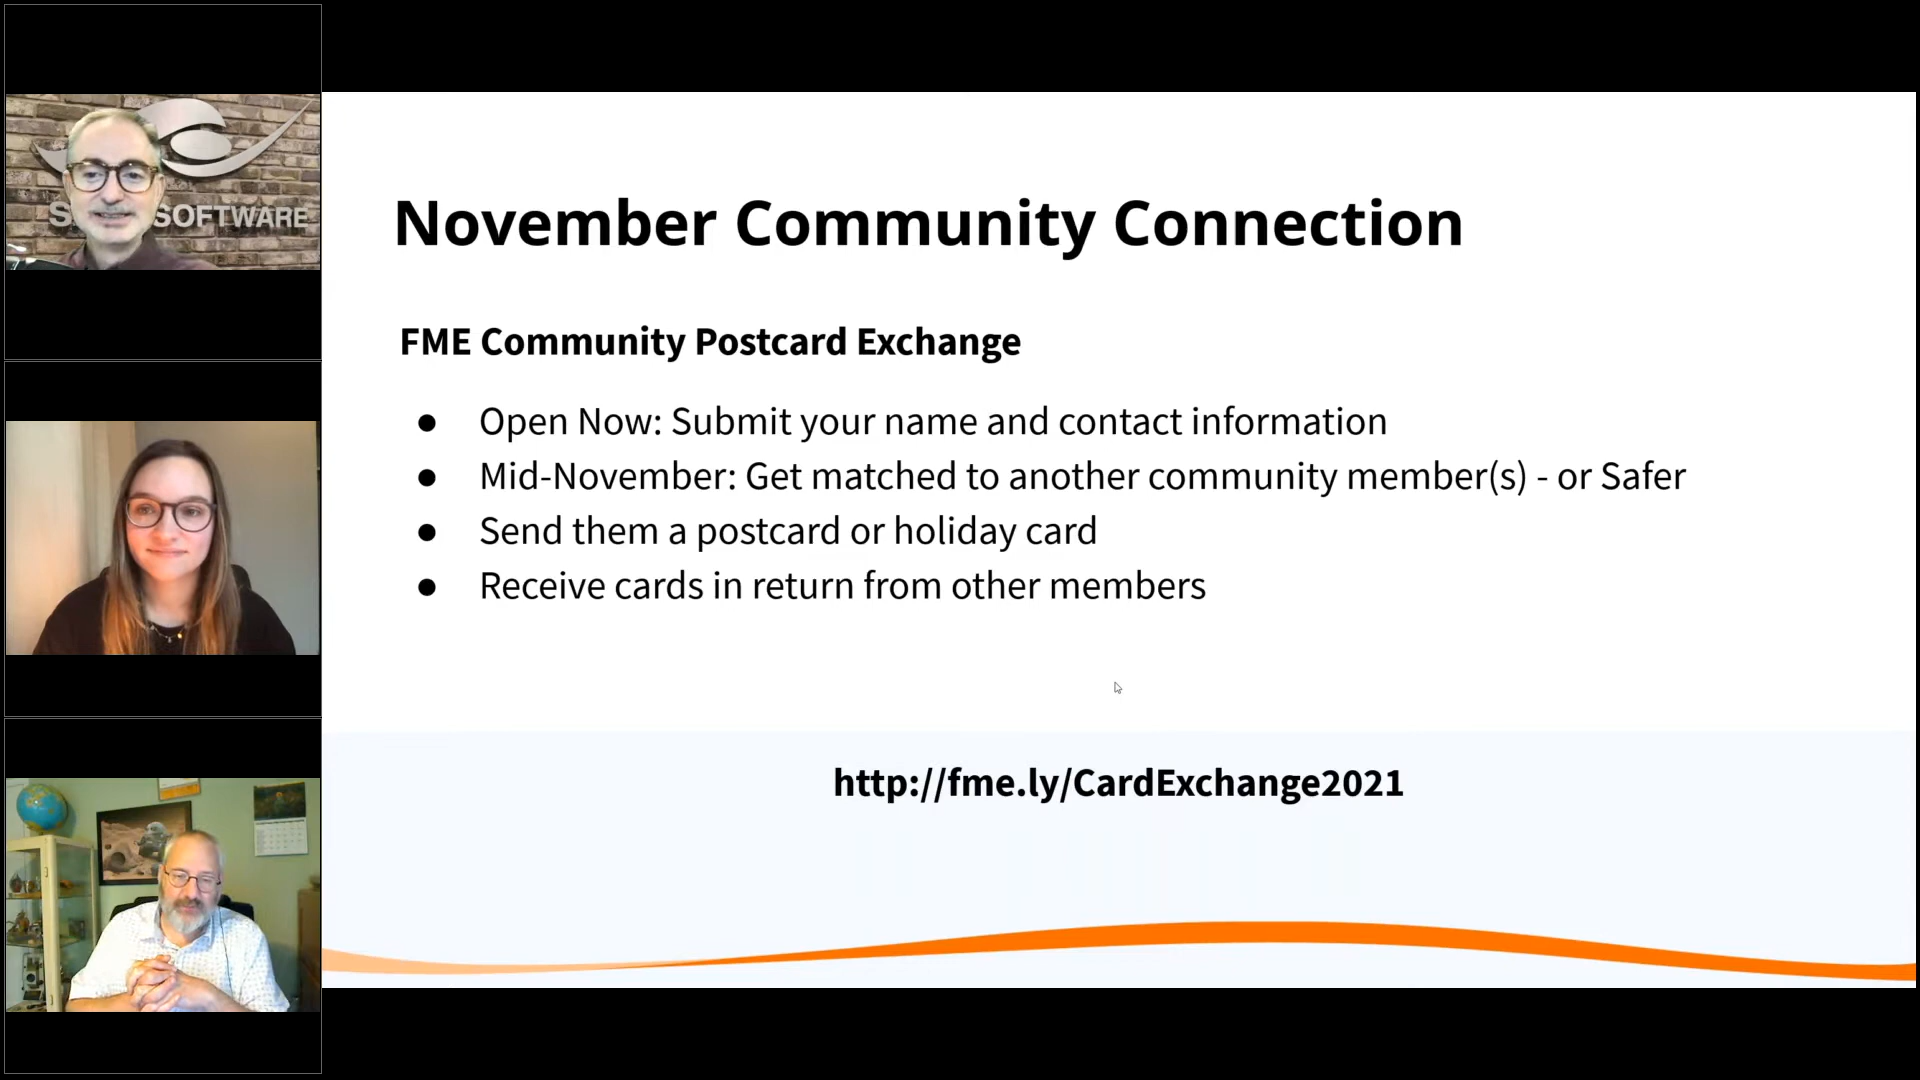 SOFTWARE
November Community Connection
FME Community Postcard Exchange
● Open Now: Submit your name and contact information
● Mid-November: Get matched to another community member(s) - or Safer
● Send them a postcard or holiday card
● Receive cards in return from other members
http://fme.ly/CardExchange2021